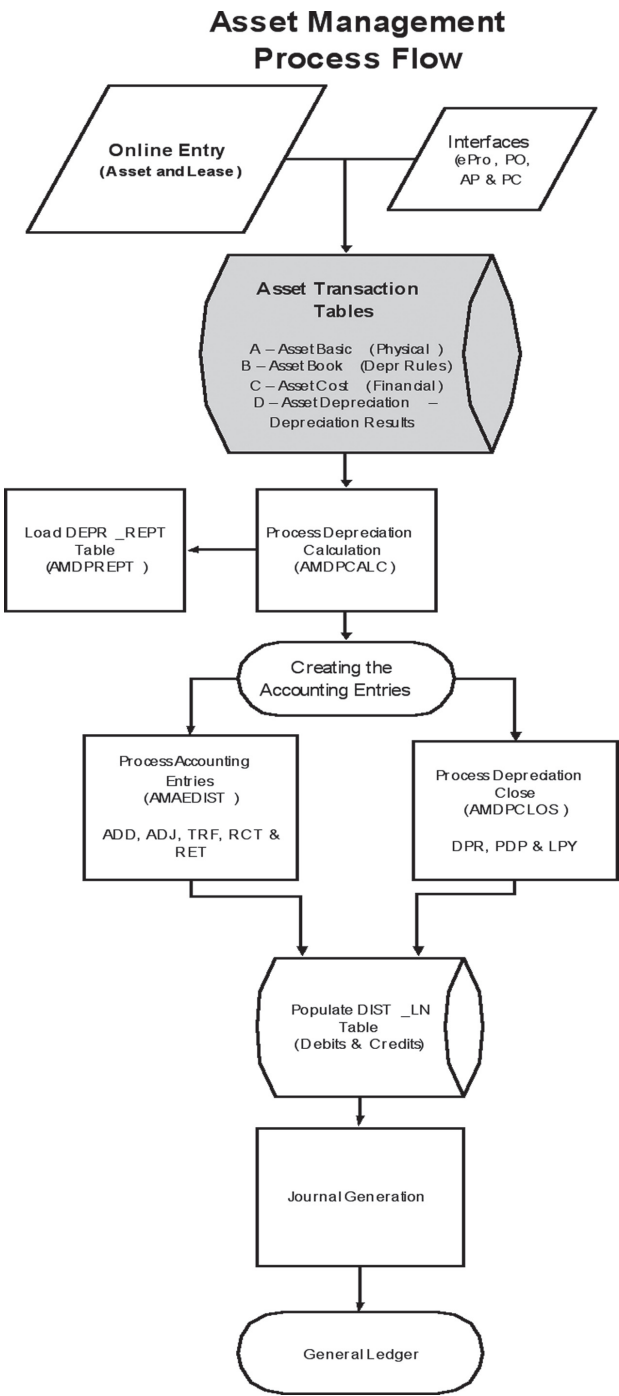 Asset Management
Process Flow
Online Entry
(Asset and Lease)
Interfaces
(ePro, PO,
AP & PC
Asset Transaction
Tables
A – Asset Basic (Physical)
B – Asset Book (Depr Rules)
C – Asset Cost (Financial)
D – Asset Depreciation –
Depreciation Results
Load DEPR_REPT
Table
(AMDPREPT)
Process Depreciation
Calculation
(AMDPCALC)
Creating the
Accounting Entries
Process Accounting
Entries
(AMAEDIST)
ADD, ADJ, TRF, RCT &
RET
Process Depreciation
Close
(AMDPCLOS)
DPR, PDP & LPY
Populate DIST_LN
Table
(Debits & Credits)
Journal Generation
General Ledger